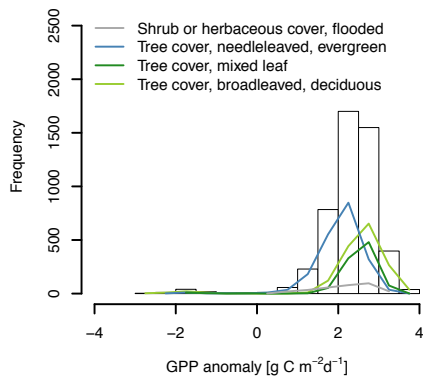 2500
Shrub or herbaceous cover, flooded
Tree cover, needleleaved, evergreen
Tree cover, mixed leaf
Tree cover, broadleaved, deciduous
2000
1500
1000
500
0
Frequency
−4 −2 0 2 4
GPP anomaly [g C m⁻²d⁻¹]